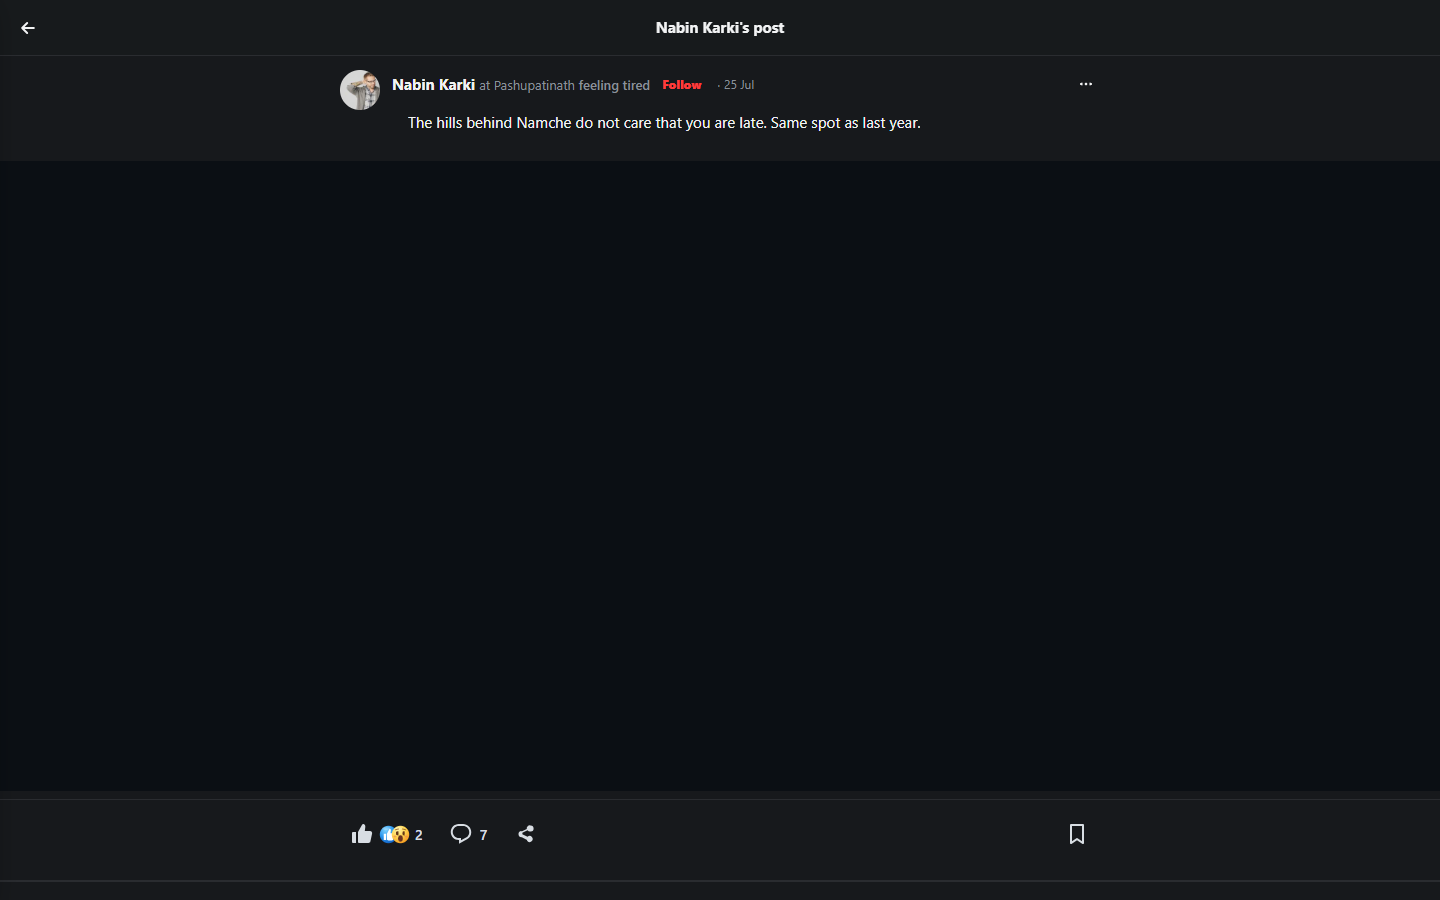 Nabin Karki's post
Nabin Karki at Pashupatinath feeling tired Follow · 25 Jul
The hills behind Namche do not care that you are late. Same spot as last year.
2 7